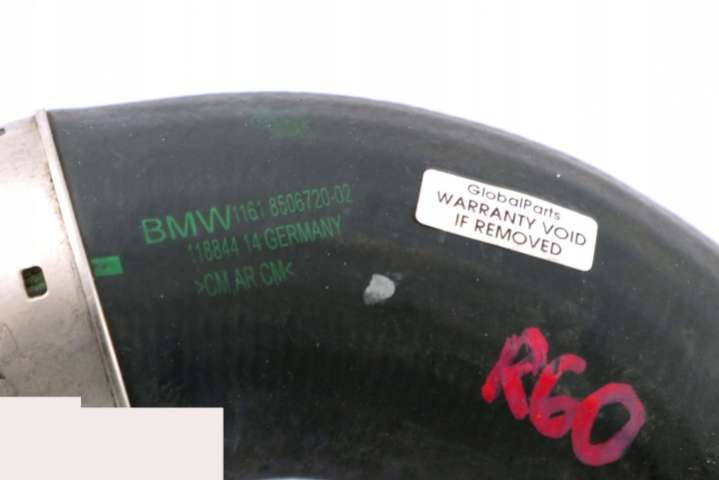 BMW 1161 8506720-02
118844 14 GERMANY
>CM,AR,CM<
GlobalParts
WARRANTY VOID
IF REMOVED
R60